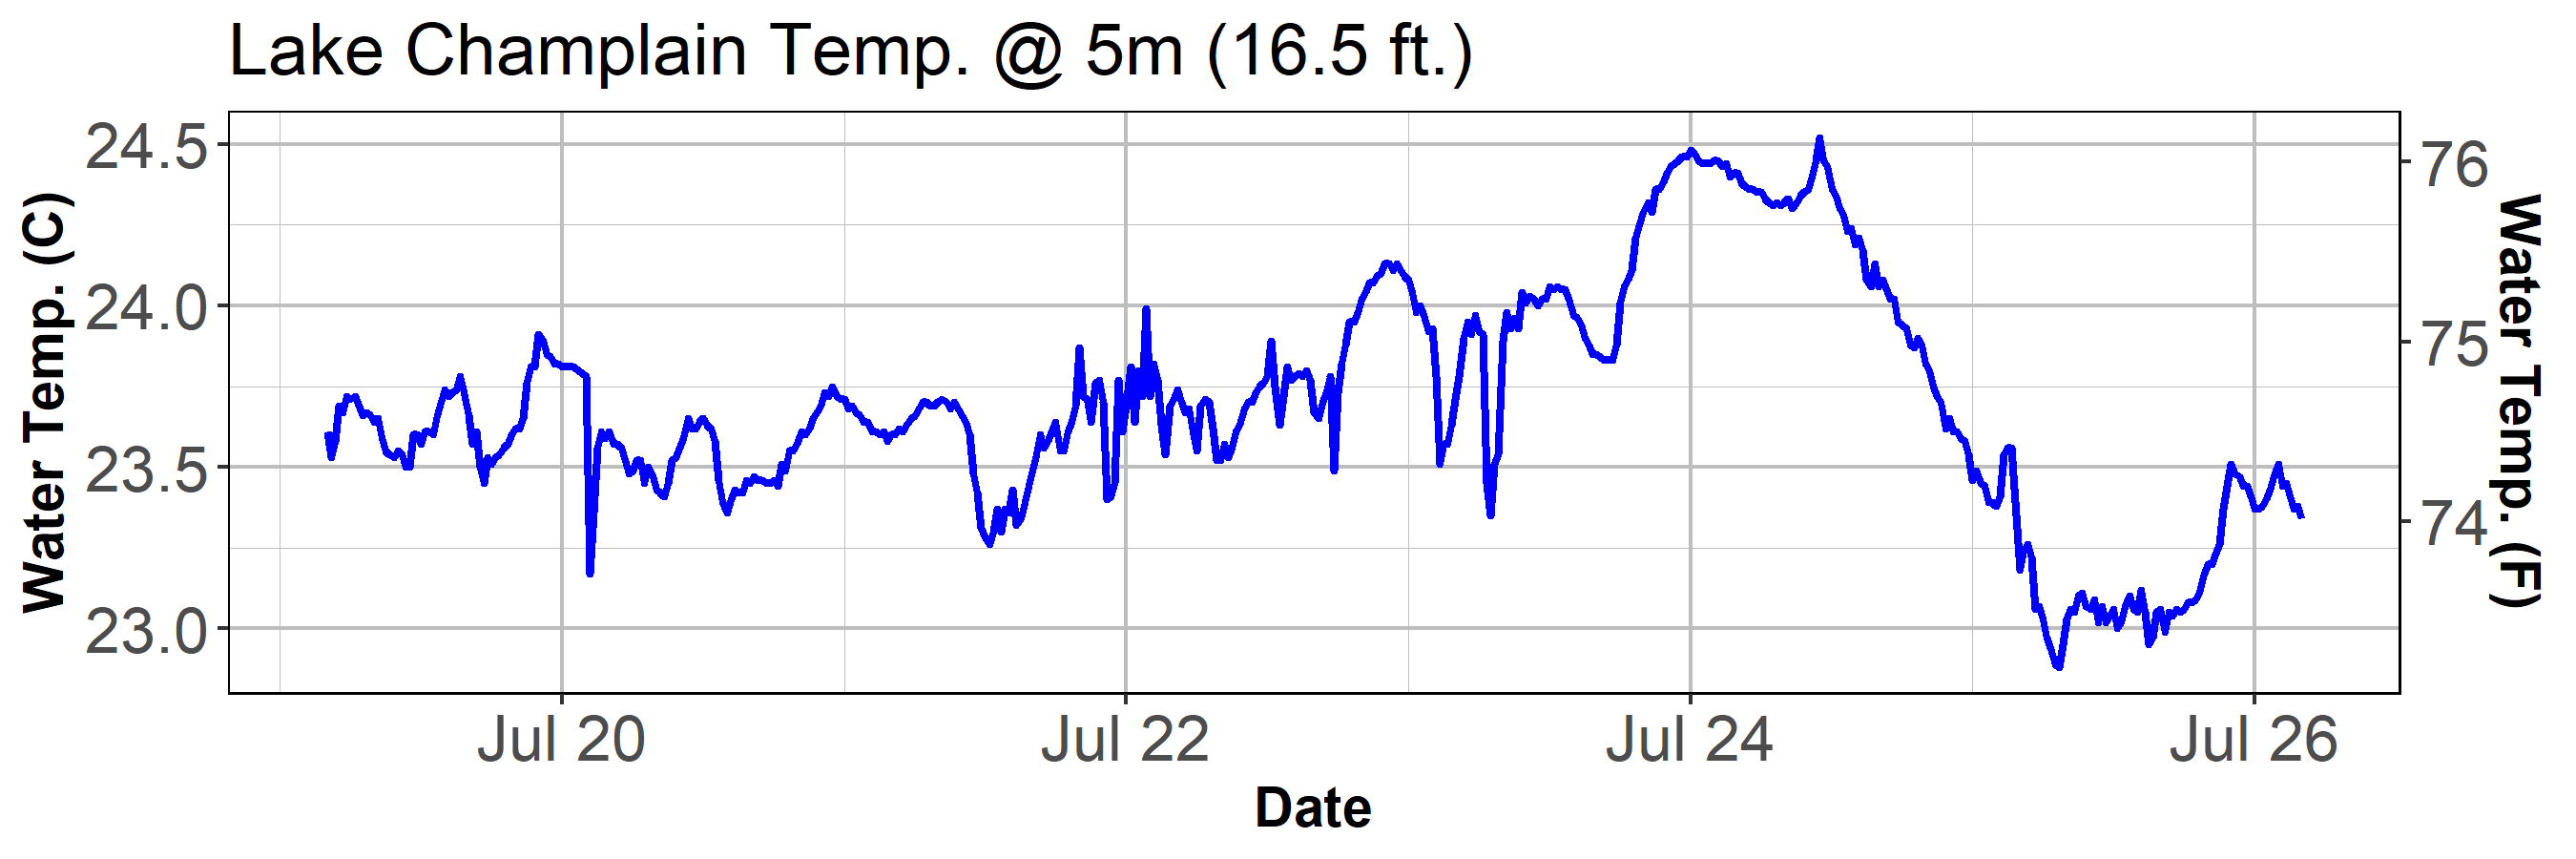 Lake Champlain Temp. @ 5m (16.5 ft.)
Water Temp. (C)
24.5
24.0
23.5
23.0
76
75
74
Water Temp. (F)
Jul 20 Jul 22 Jul 24 Jul 26
Date